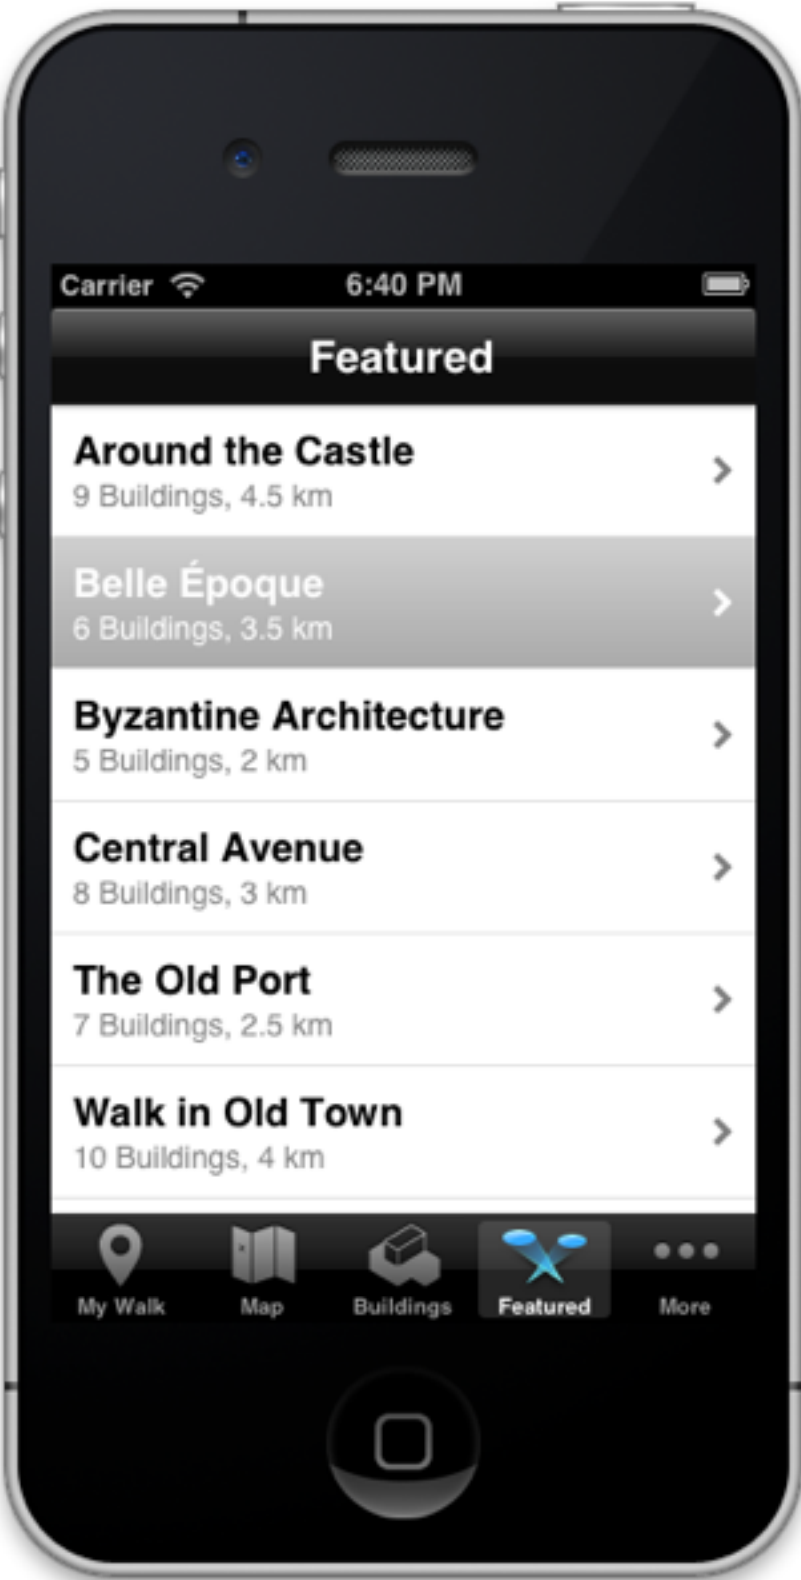 Carrier 6:40 PM
Featured
Around the Castle
9 Buildings, 4.5 km
Belle Époque
6 Buildings, 3.5 km
Byzantine Architecture
5 Buildings, 2 km
Central Avenue
8 Buildings, 3 km
The Old Port
7 Buildings, 2.5 km
Walk in Old Town
10 Buildings, 4 km
My Walk Map Buildings Featured More